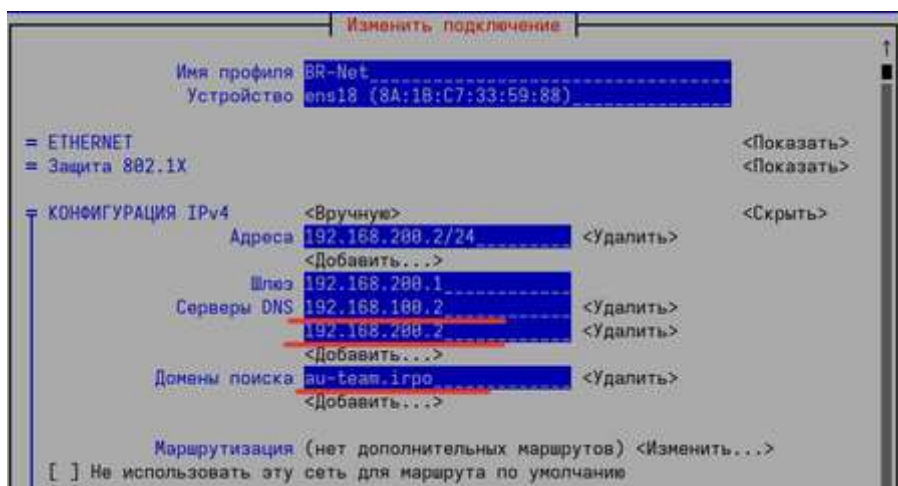 Изменить подключение
Имя профиля BR-Net
Устройство ens18 (8A:1B:C7:33:59:88)
= ETHERNET <Показать>
= Защита 802.1X <Показать>
КОНФИГУРАЦИЯ IPv4 <Вручную> <Скрыть>
Адреса 192.168.200.2/24 <Удалить>
<Добавить...>
Шлюз 192.168.200.1
Серверы DNS 192.168.100.2 <Удалить>
192.168.200.2 <Удалить>
<Добавить...>
Домены поиска au-team.irpo <Удалить>
<Добавить...>
Маршрутизация (нет дополнительных маршрутов) <Изменить...>
[ ] Не использовать эту сеть для маршрута по умолчанию